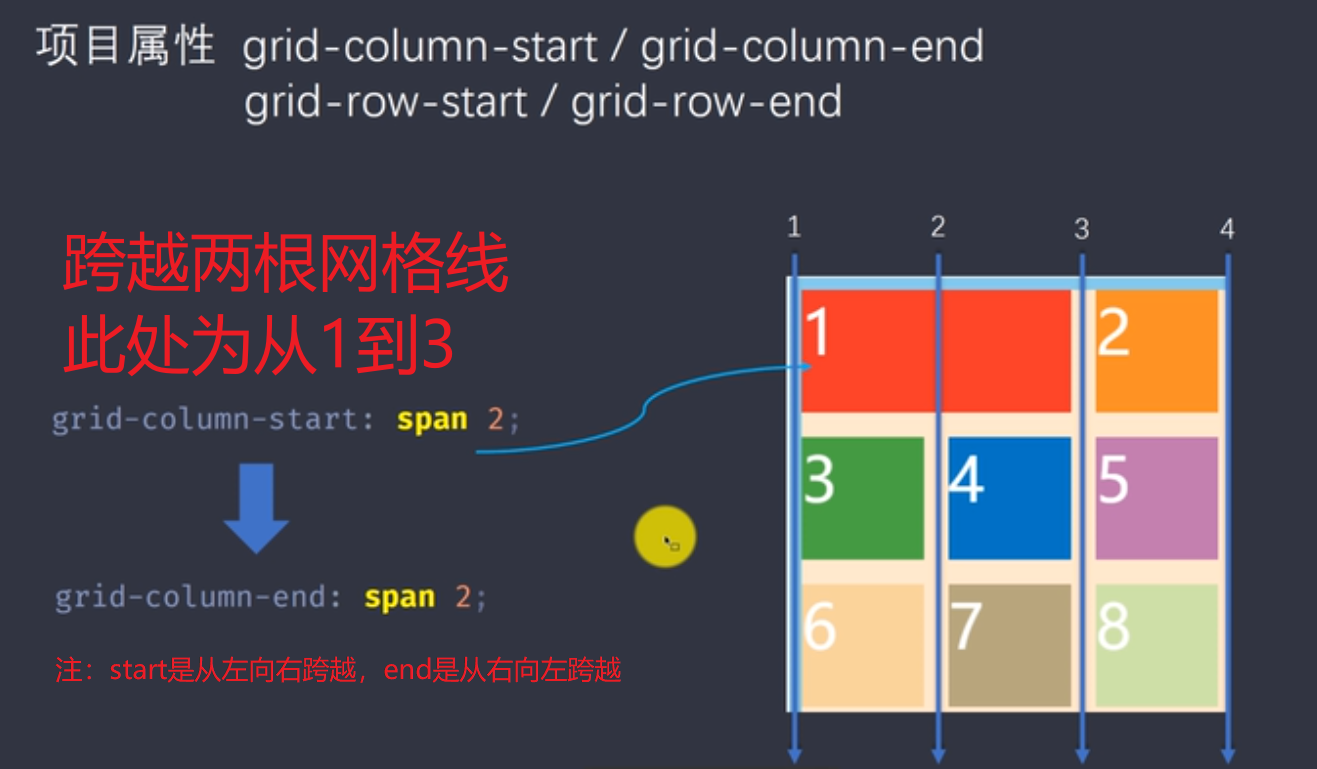 项目属性 grid-column-start / grid-column-end
grid-row-start / grid-row-end
跨越两根网格线
此处为从1到3
grid-column-start: span 2;
grid-column-end: span 2;
注：start是从左向右跨越，end是从右向左跨越
1 2 3 4
1 2
3 4 5
6 7 8